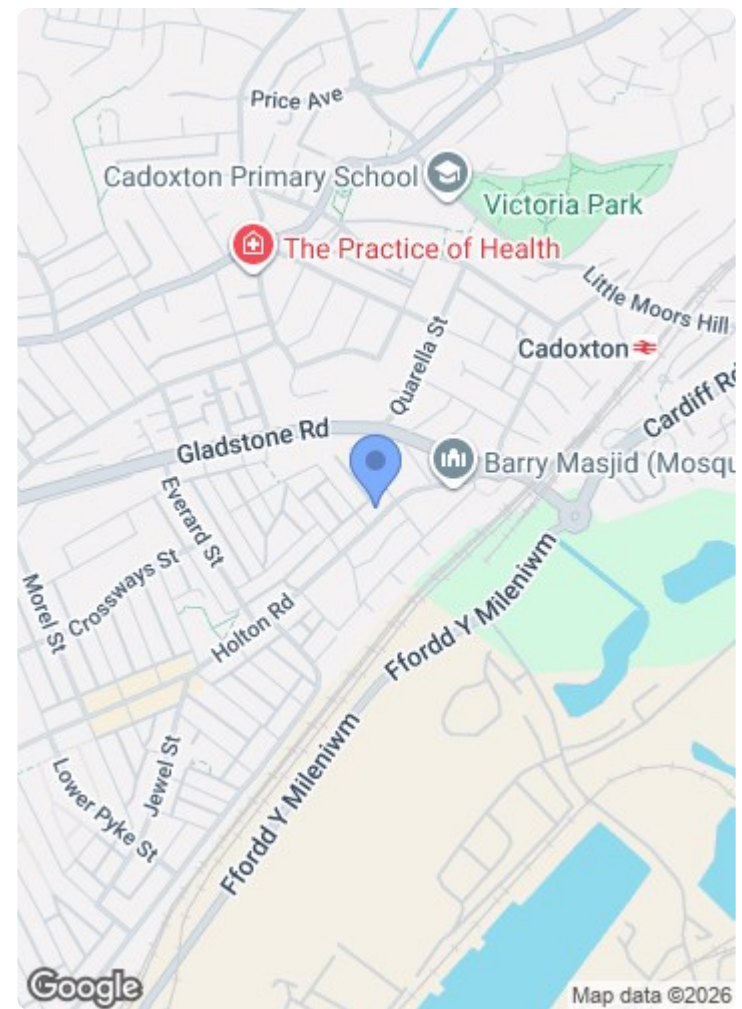 Price Ave
Cadoxton Primary School
Victoria Park
The Practice of Health
Little Moors Hill
Quarella St
Cadoxton
Cardiff Rd
Gladstone Rd
Barry Masjid (Mosqu
Everard St
Crossways St
Morel St
Holton Rd
Ffordd Y Mileniwm
Jewel St
Lower Pyke St
Ffordd Y Mileniwm
Google
Map data ©2026